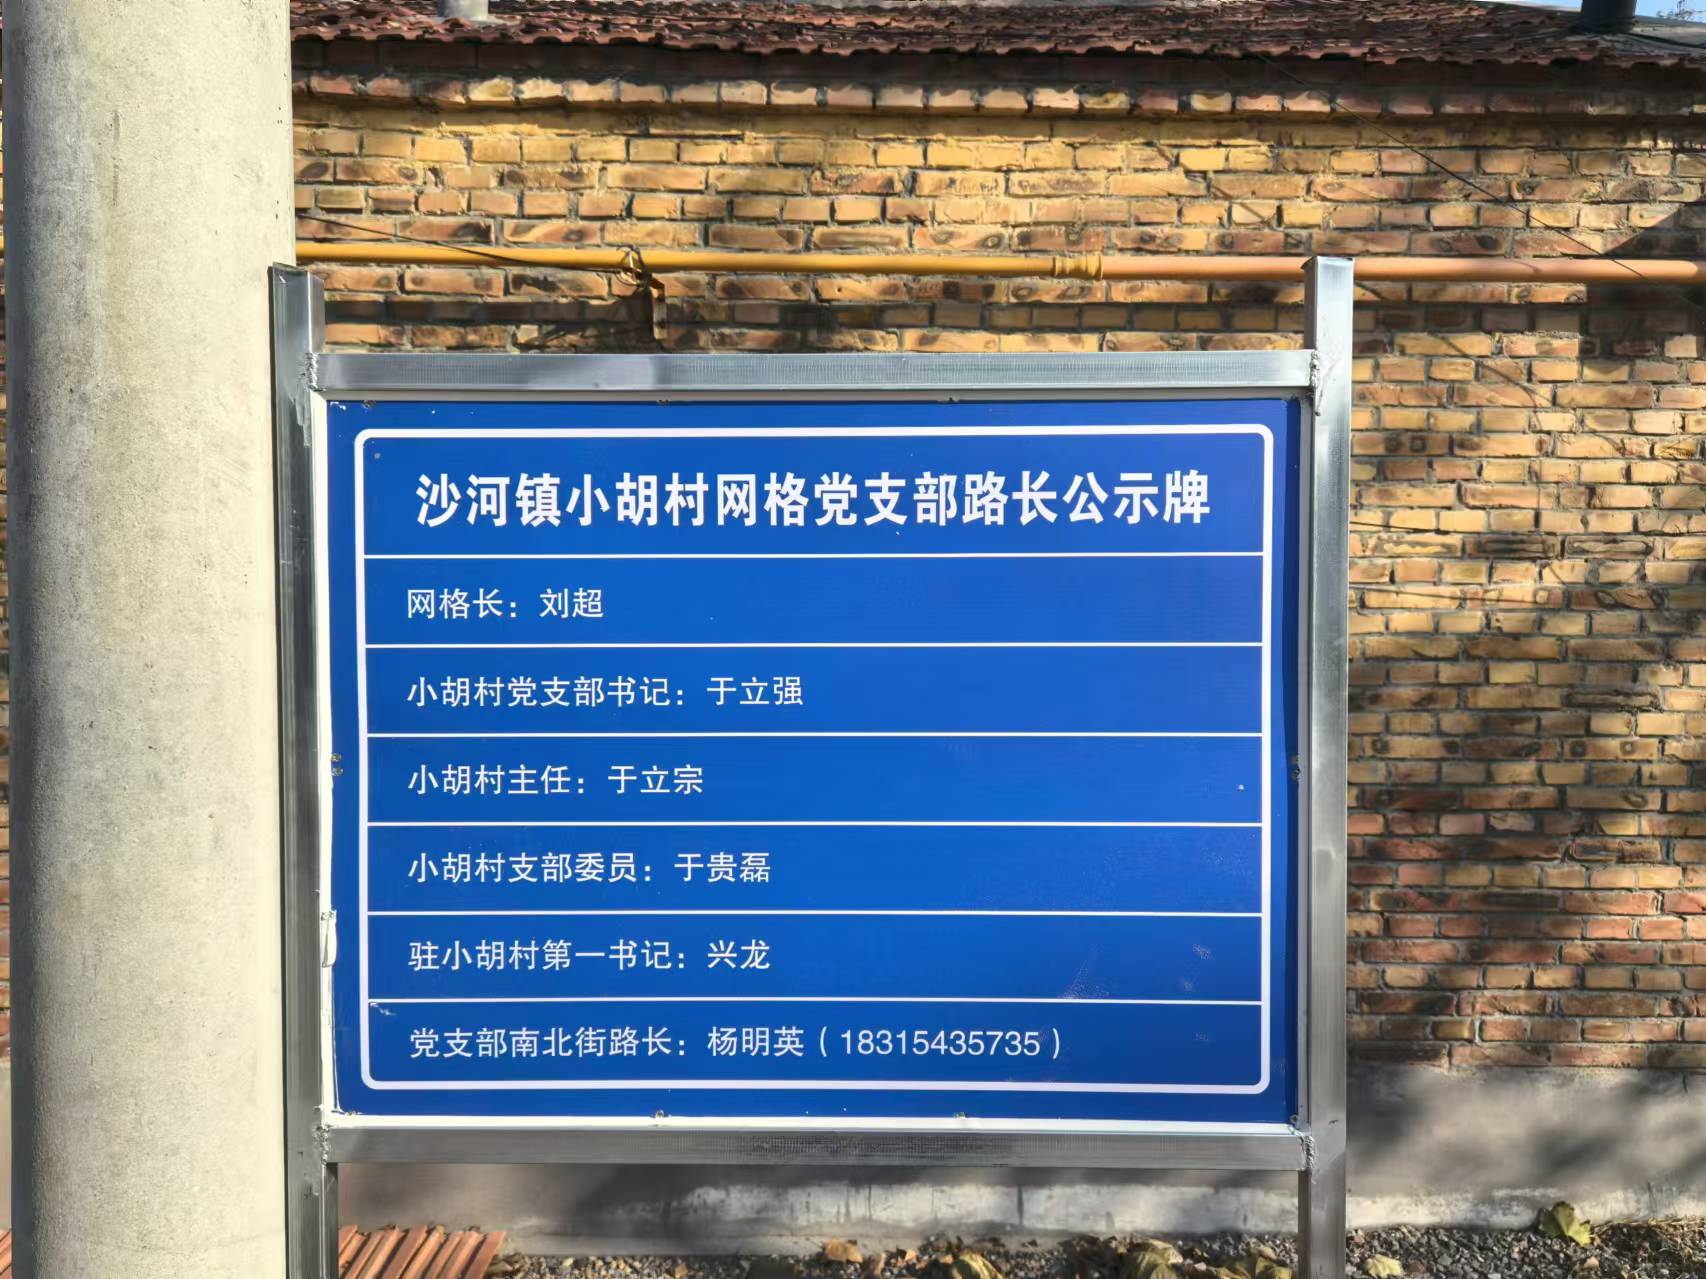 沙河镇小胡村网格党支部路长公示牌
网格长：刘超
小胡村党支部书记：于立强
小胡村主任：于立宗
小胡村支部委员：于贵磊
驻小胡村第一书记：兴龙
党支部南北街路长：杨明英（18315435735）